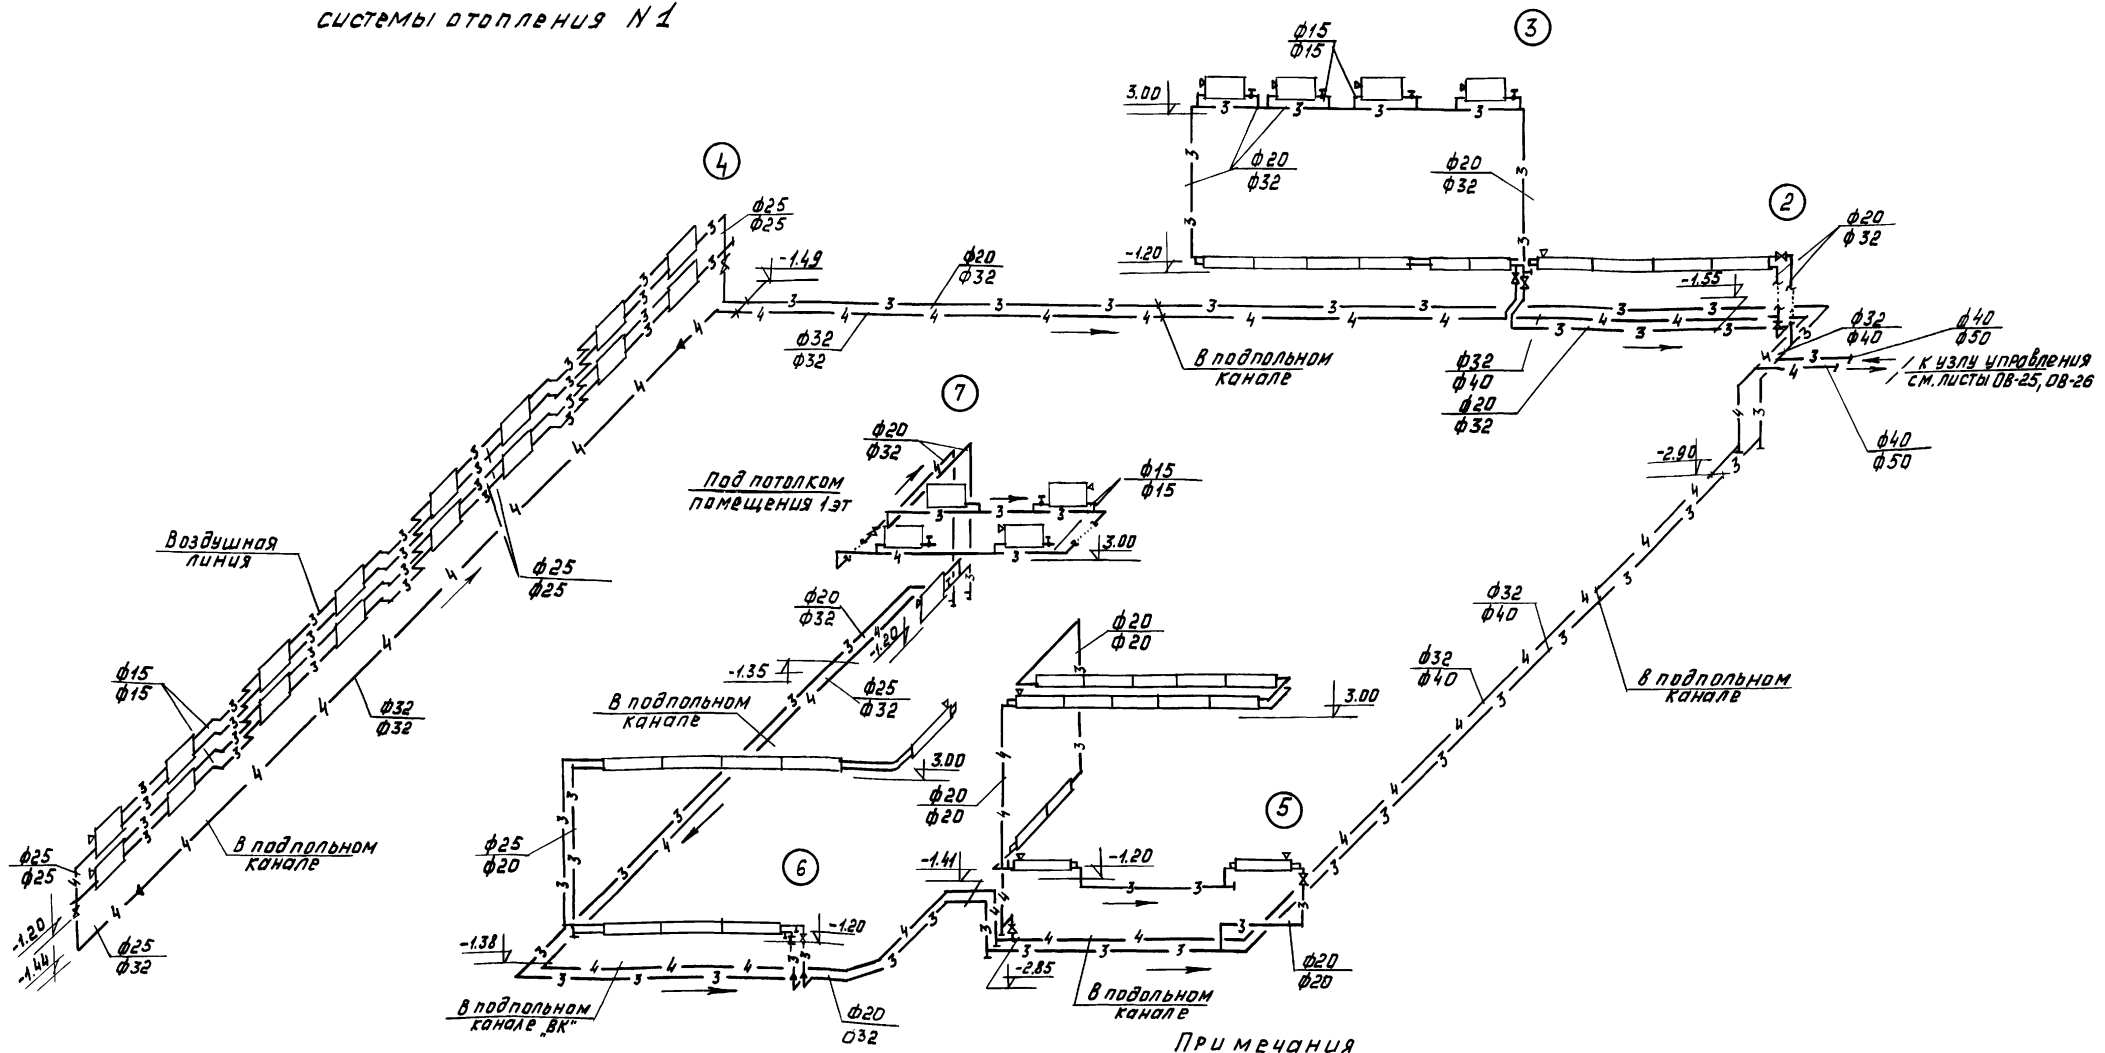 системы отопления N1
3
ф15
ф15
3.00
4
ф20
ф32
ф20
ф32
2
ф25
ф25
ф20
ф32
-1.49
ф20
ф32
-1.20
-1.55
ф32
ф32
В подпольном
канале
ф32
ф40
ф40
ф50
к узлу управления
см. листы ОВ-25, ОВ-26
ф32
ф40
ф20
ф32
7
ф20
ф32
ф40
ф50
-2.90
Под потолком
помещения 1 эт
ф15
ф15
3.00
Воздушная
линия
ф25
ф25
ф20
ф32
-1.20
ф32
ф40
ф20
ф20
-1.35
ф32
ф40
В подпольном
канале
ф15
ф15
ф32
ф32
В подпольном
канале
ф25
ф32
3.00
3.00
ф20
ф20
5
ф25
ф20
В подпольном
канале
6
-1.41
-1.20
ф25
ф25
-1.20
-1.44
ф25
ф32
-1.38
-1.20
-2.85
ф20
ф20
В подпольном
канале „ВК"
ф20
ф32
В подольном
канале
Примечания